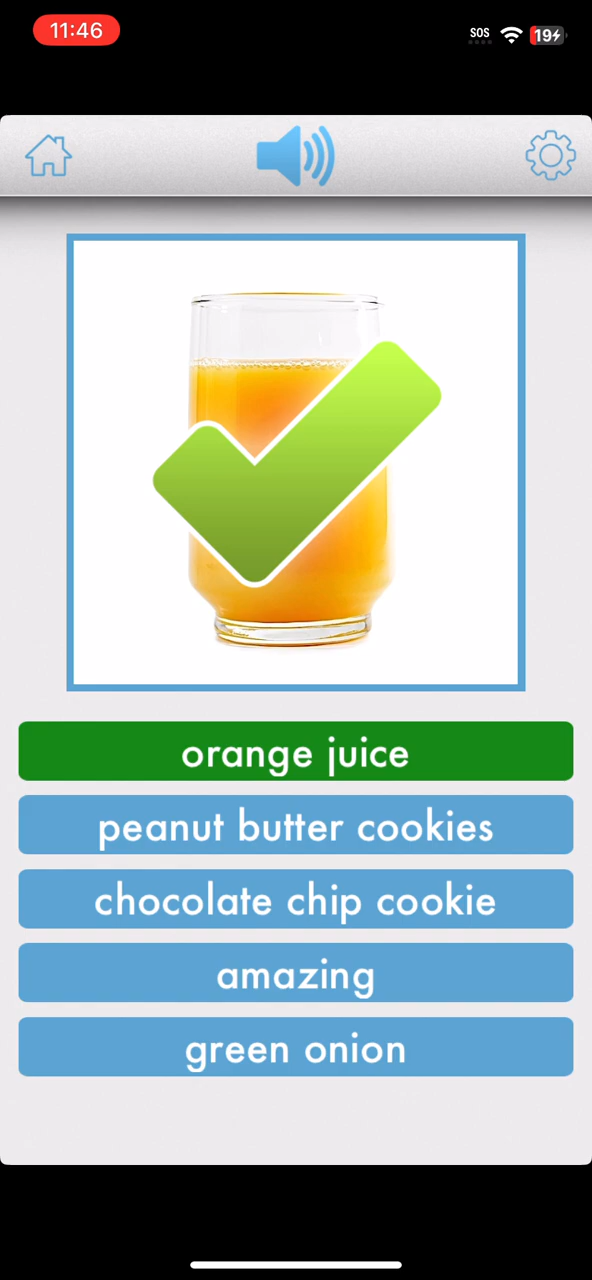 11:46
SOS
19
orange juice
peanut butter cookies
chocolate chip cookie
amazing
green onion